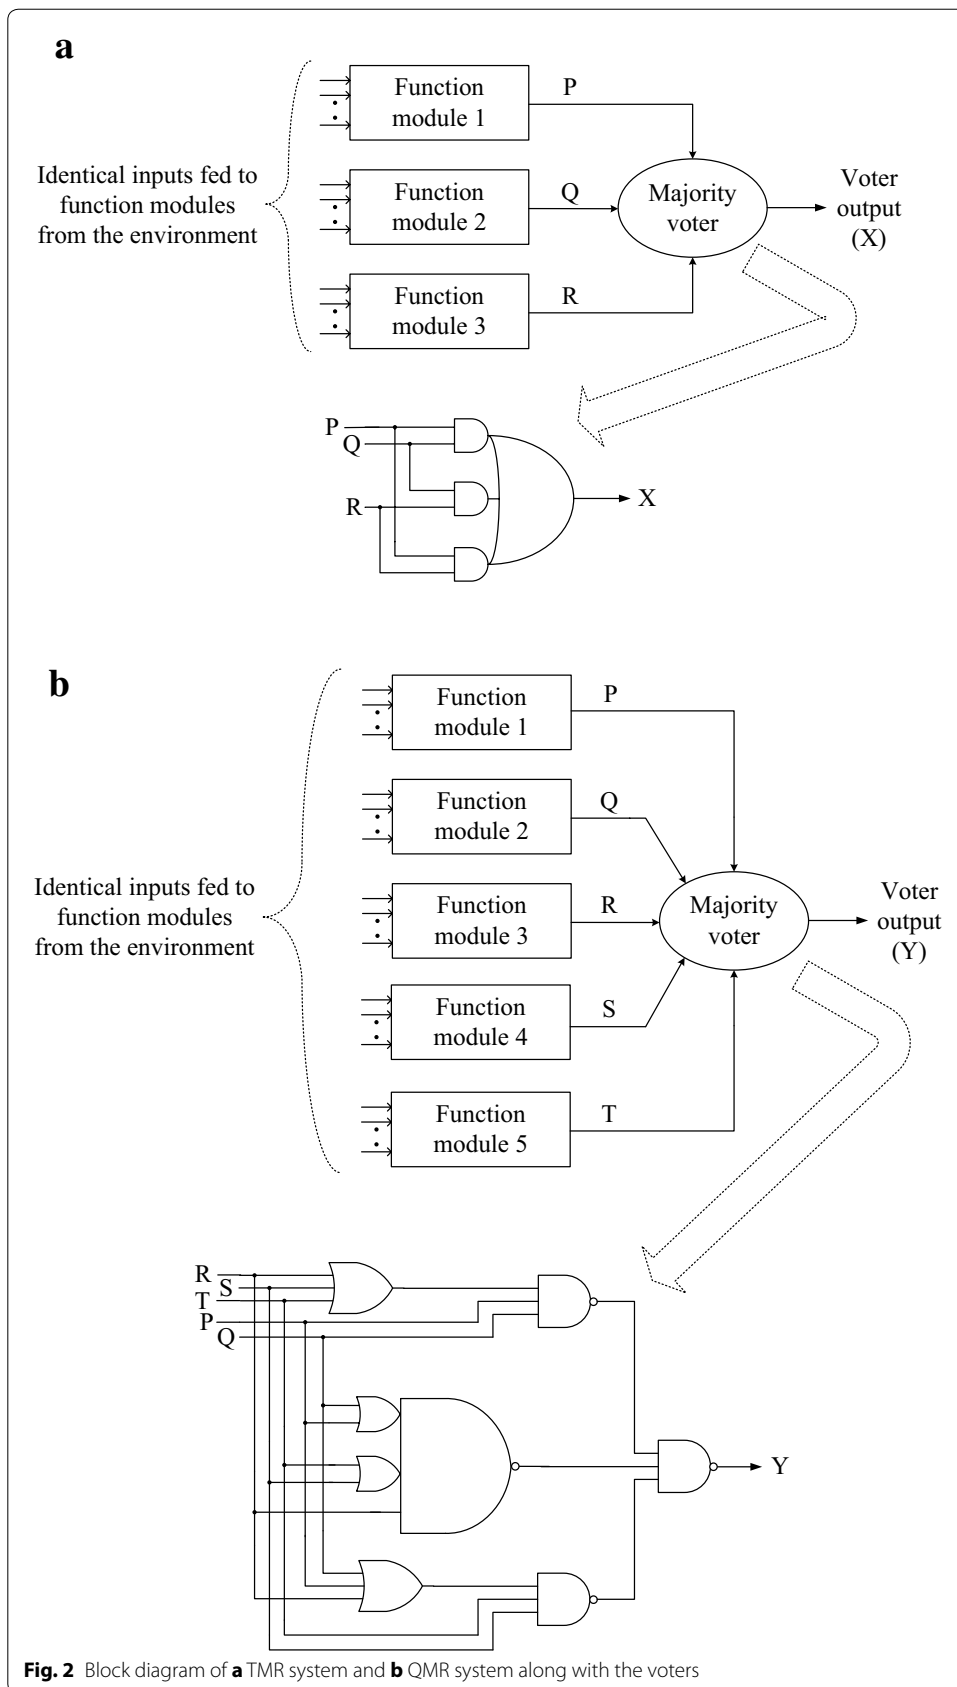 a
Function
module 1
P
Identical inputs fed to
function modules
from the environment
Function
module 2
Q
Majority
voter
Voter
output
(X)
Function
module 3
R
P
Q
R
X
b
Function
module 1
P
Function
module 2
Q
Identical inputs fed to
function modules
from the environment
Function
module 3
R
Majority
voter
Voter
output
(Y)
Function
module 4
S
Function
module 5
T
R
S
T
P
Q
Y
Fig. 2 Block diagram of a TMR system and b QMR system along with the voters